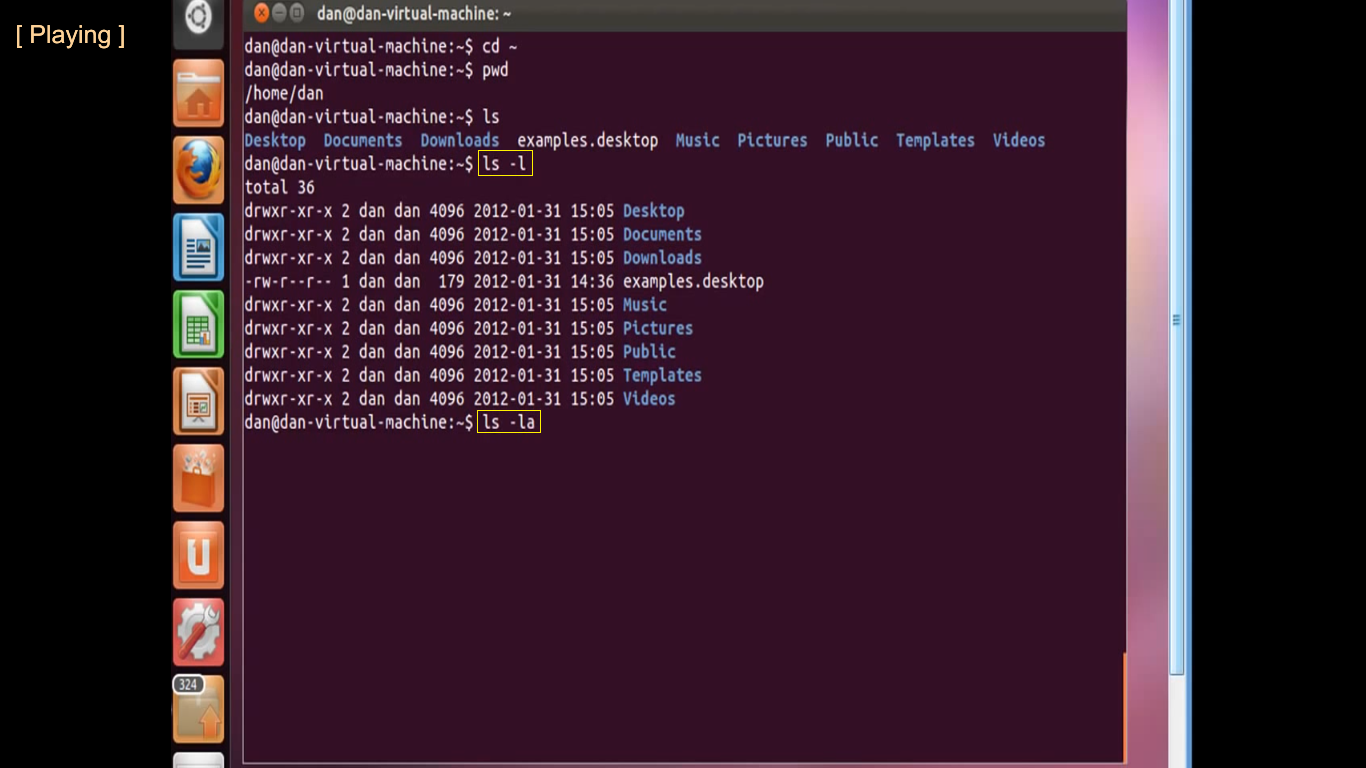 [ Playing ]
dan@dan-virtual-machine: ~
dan@dan-virtual-machine:~$ cd ~
dan@dan-virtual-machine:~$ pwd
/home/dan
dan@dan-virtual-machine:~$ ls
Desktop Documents Downloads examples.desktop Music Pictures Public Templates Videos
dan@dan-virtual-machine:~$ ls -l
total 36
drwxr-xr-x 2 dan dan 4096 2012-01-31 15:05 Desktop
drwxr-xr-x 2 dan dan 4096 2012-01-31 15:05 Documents
drwxr-xr-x 2 dan dan 4096 2012-01-31 15:05 Downloads
-rw-r--r-- 1 dan dan 179 2012-01-31 14:36 examples.desktop
drwxr-xr-x 2 dan dan 4096 2012-01-31 15:05 Music
drwxr-xr-x 2 dan dan 4096 2012-01-31 15:05 Pictures
drwxr-xr-x 2 dan dan 4096 2012-01-31 15:05 Public
drwxr-xr-x 2 dan dan 4096 2012-01-31 15:05 Templates
drwxr-xr-x 2 dan dan 4096 2012-01-31 15:05 Videos
dan@dan-virtual-machine:~$ ls -la
U
324